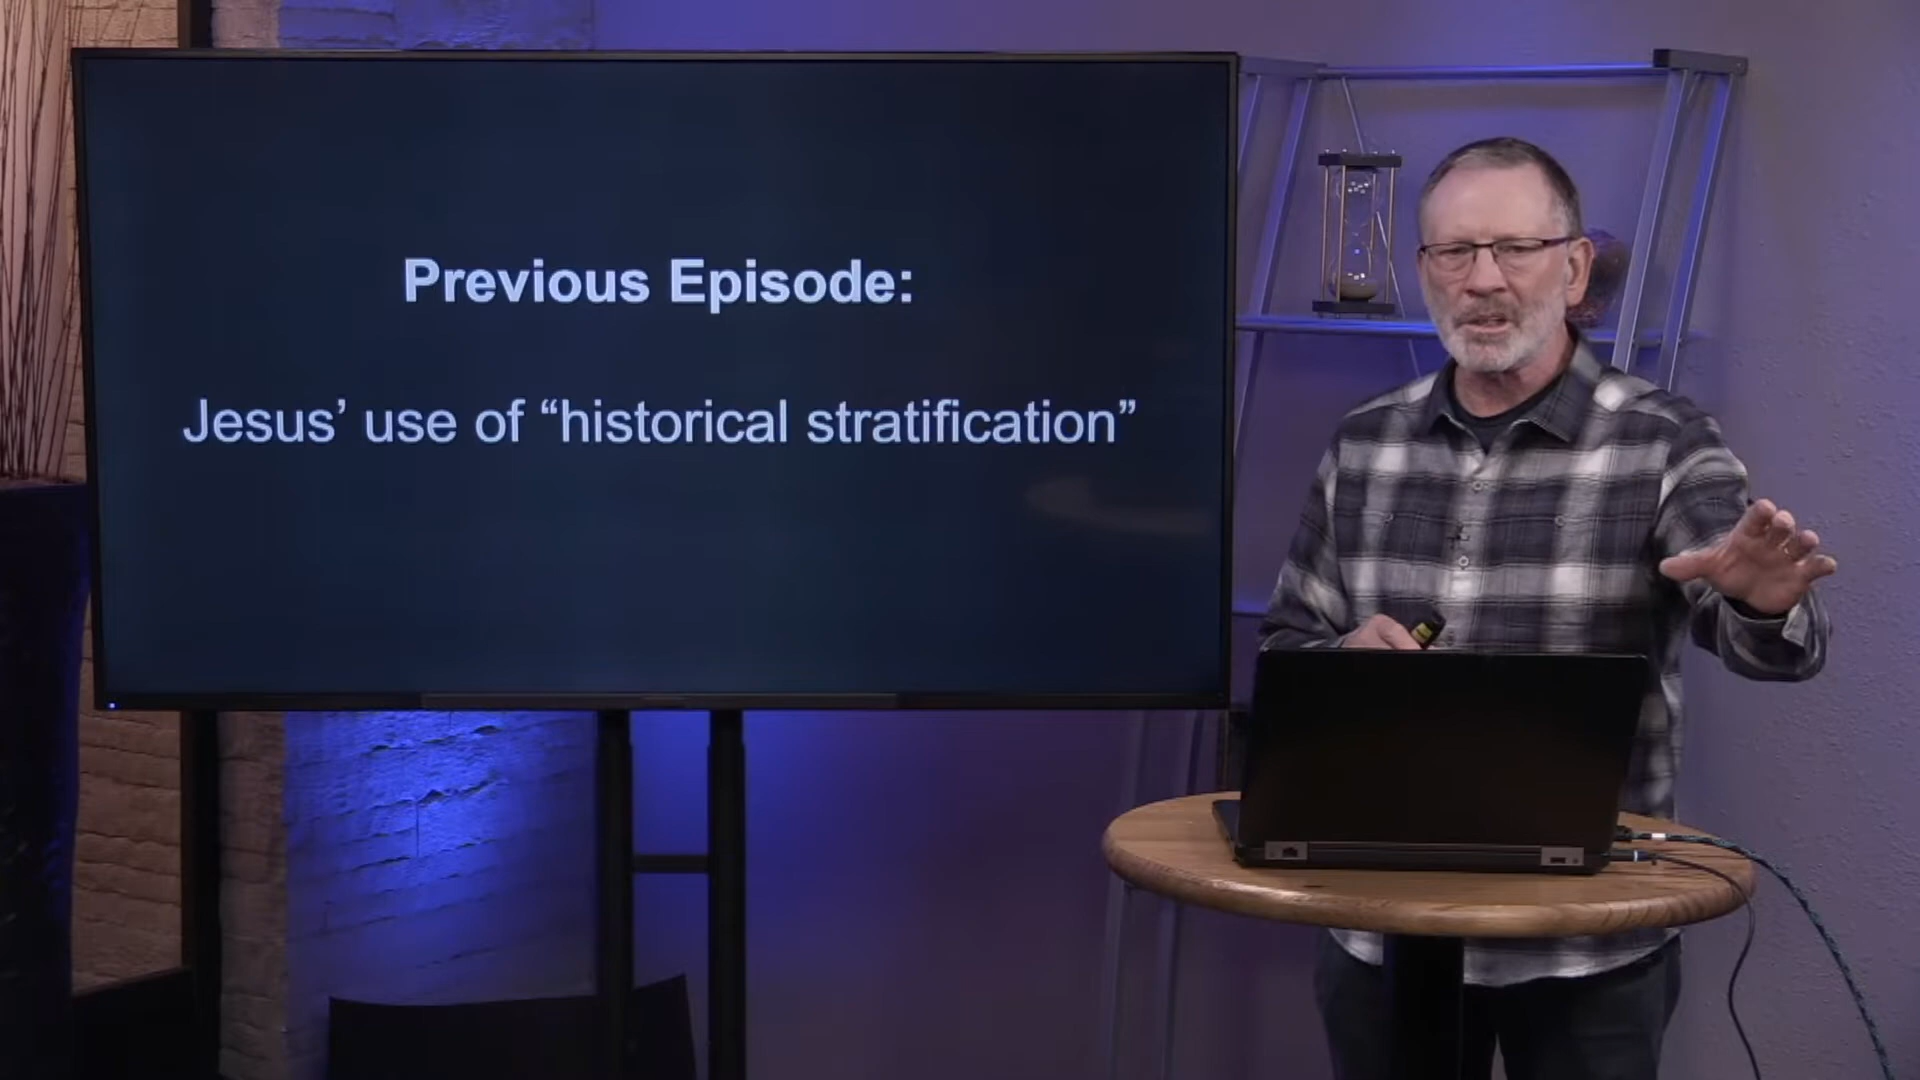 Previous Episode:
Jesus’ use of “historical stratification”